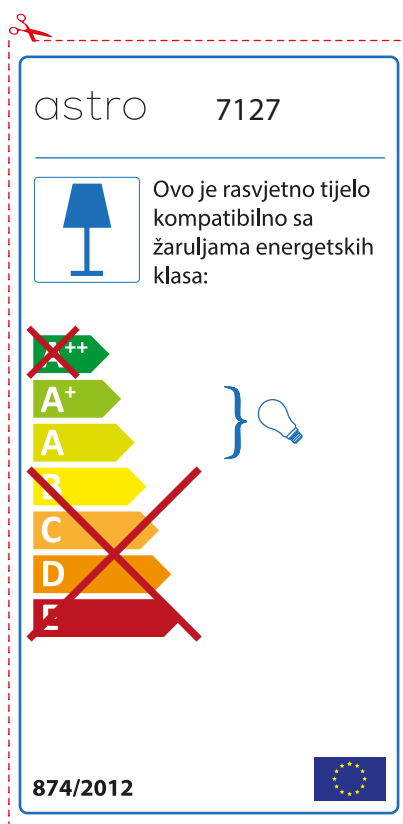 astro 7127
Ovo je rasvjetno tijelo
kompatibilno sa
žaruljama energetskih
klasa:
A++
A+
A
B
C
D
E
874/2012